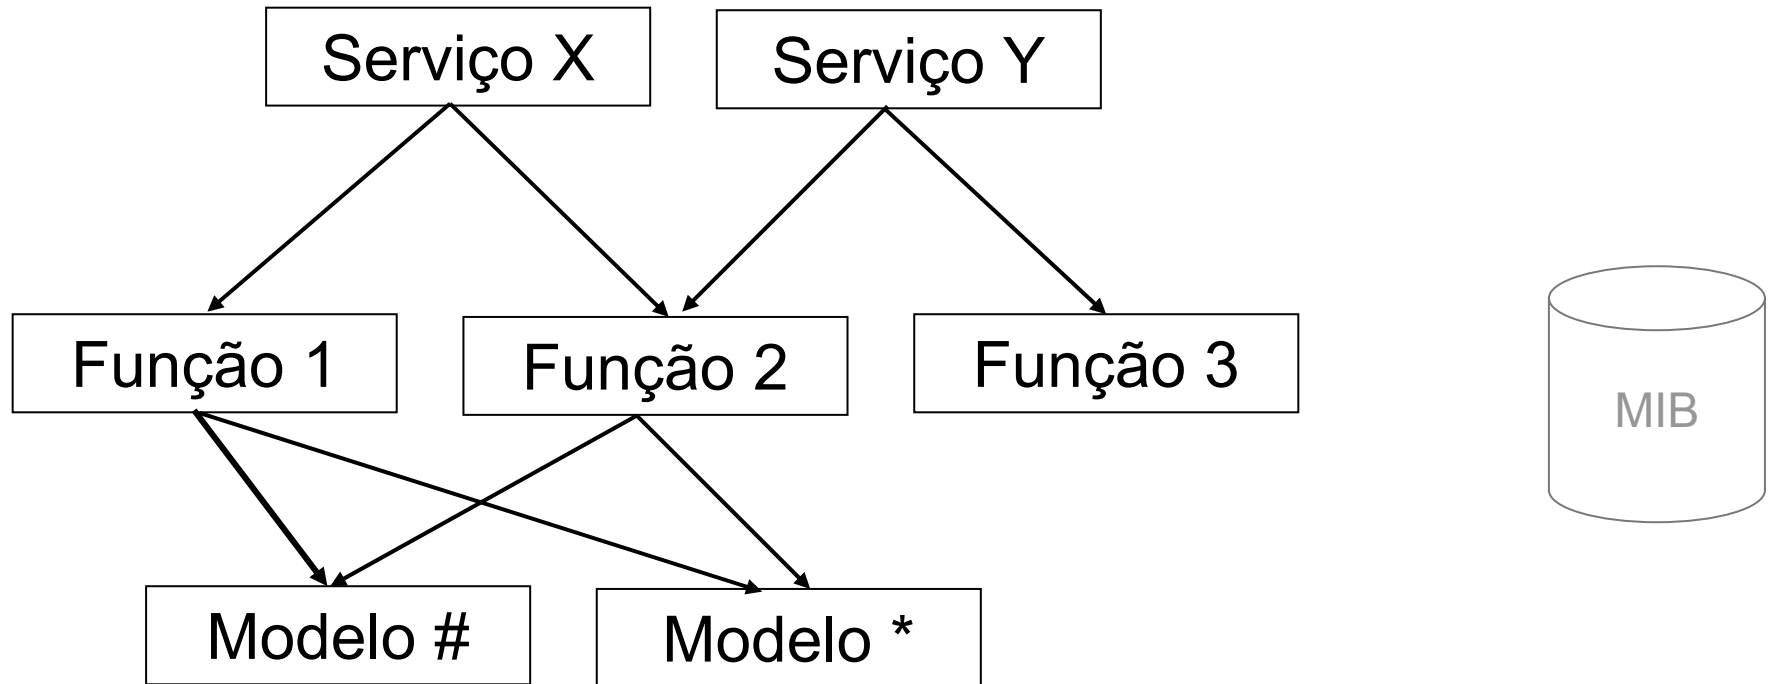 Serviço X
Serviço Y
Função 1
Função 2
Função 3
MIB
Modelo #
Modelo *